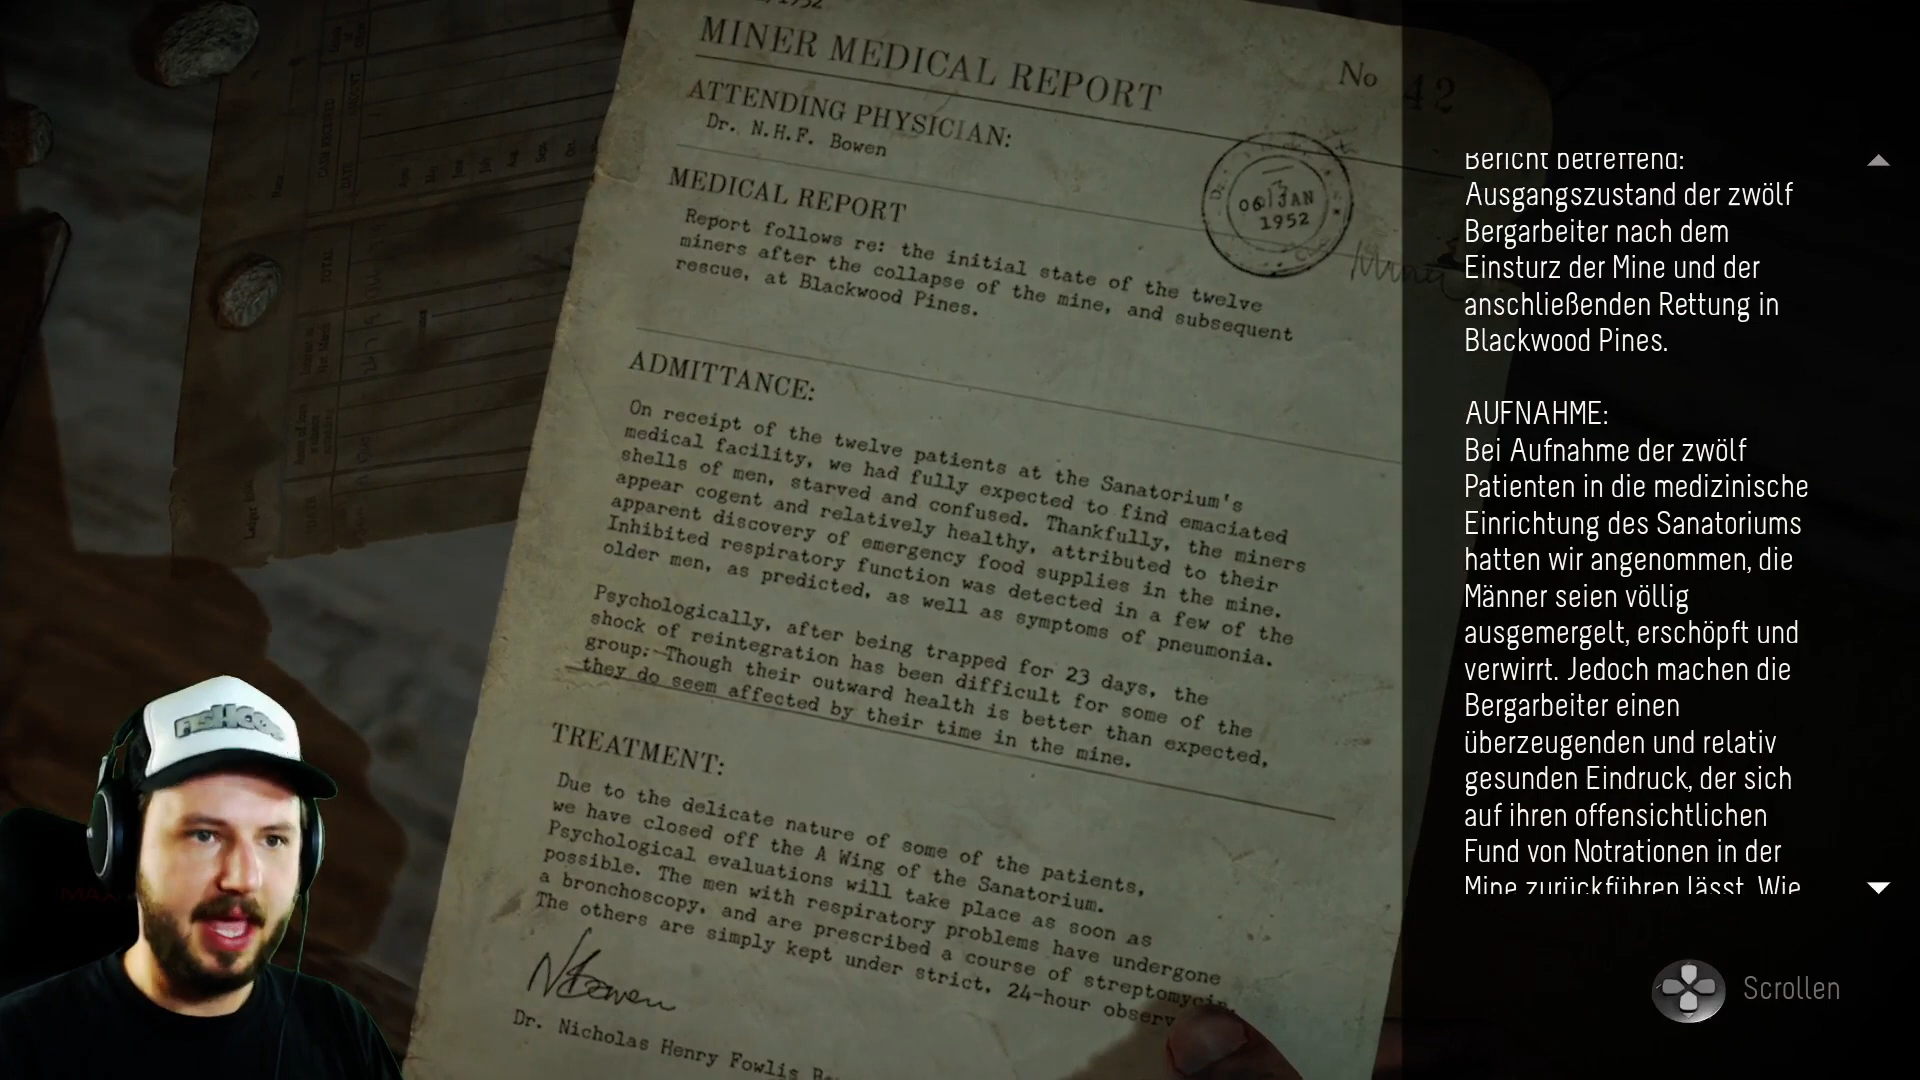 1952
MINER MEDICAL REPORT
No 42
ATTENDING PHYSICIAN:
Dr. N.H.F. Bowen
06 JAN
1952
MEDICAL REPORT
Report follows re: the initial state of the twelve
miners after the collapse of the mine, and subsequent
rescue, at Blackwood Pines.
ADMITTANCE:
On receipt of the twelve patients at the Sanatorium's
medical facility, we had fully expected to find emaciated
shells of men, starved and confused. Thankfully, the miners
appear cogent and relatively healthy, attributed to their
apparent discovery of emergency food supplies in the mine.
Inhibited respiratory function was detected in a few of the
older men, as predicted, as well as symptoms of pneumonia.
Psychologically, after being trapped for 23 days, the
shock of reintegration has been difficult for some of the
group: Though their outward health is better than expected,
they do seem affected by their time in the mine.
TREATMENT:
Due to the delicate nature of some of the patients,
we have closed off the A Wing of the Sanatorium.
Psychological evaluations will take place as soon as
possible. The men with respiratory problems have undergone
a bronchoscopy, and are prescribed a course of streptomycin.
The others are simply kept under strict, 24-hour observ
NBowen
Dr. Nicholas Henry Fowlis
Bericht betreffend:
Ausgangszustand der zwölf
Bergarbeiter nach dem
Einsturz der Mine und der
anschließenden Rettung in
Blackwood Pines.
AUFNAHME:
Bei Aufnahme der zwölf
Patienten in die medizinische
Einrichtung des Sanatoriums
hatten wir angenommen, die
Männer seien völlig
ausgemergelt, erschöpft und
verwirrt. Jedoch machen die
Bergarbeiter einen
überzeugenden und relativ
gesunden Eindruck, der sich
auf ihren offensichtlichen
Fund von Notrationen in der
Mine zurückführen lässt. Wie
Scrollen